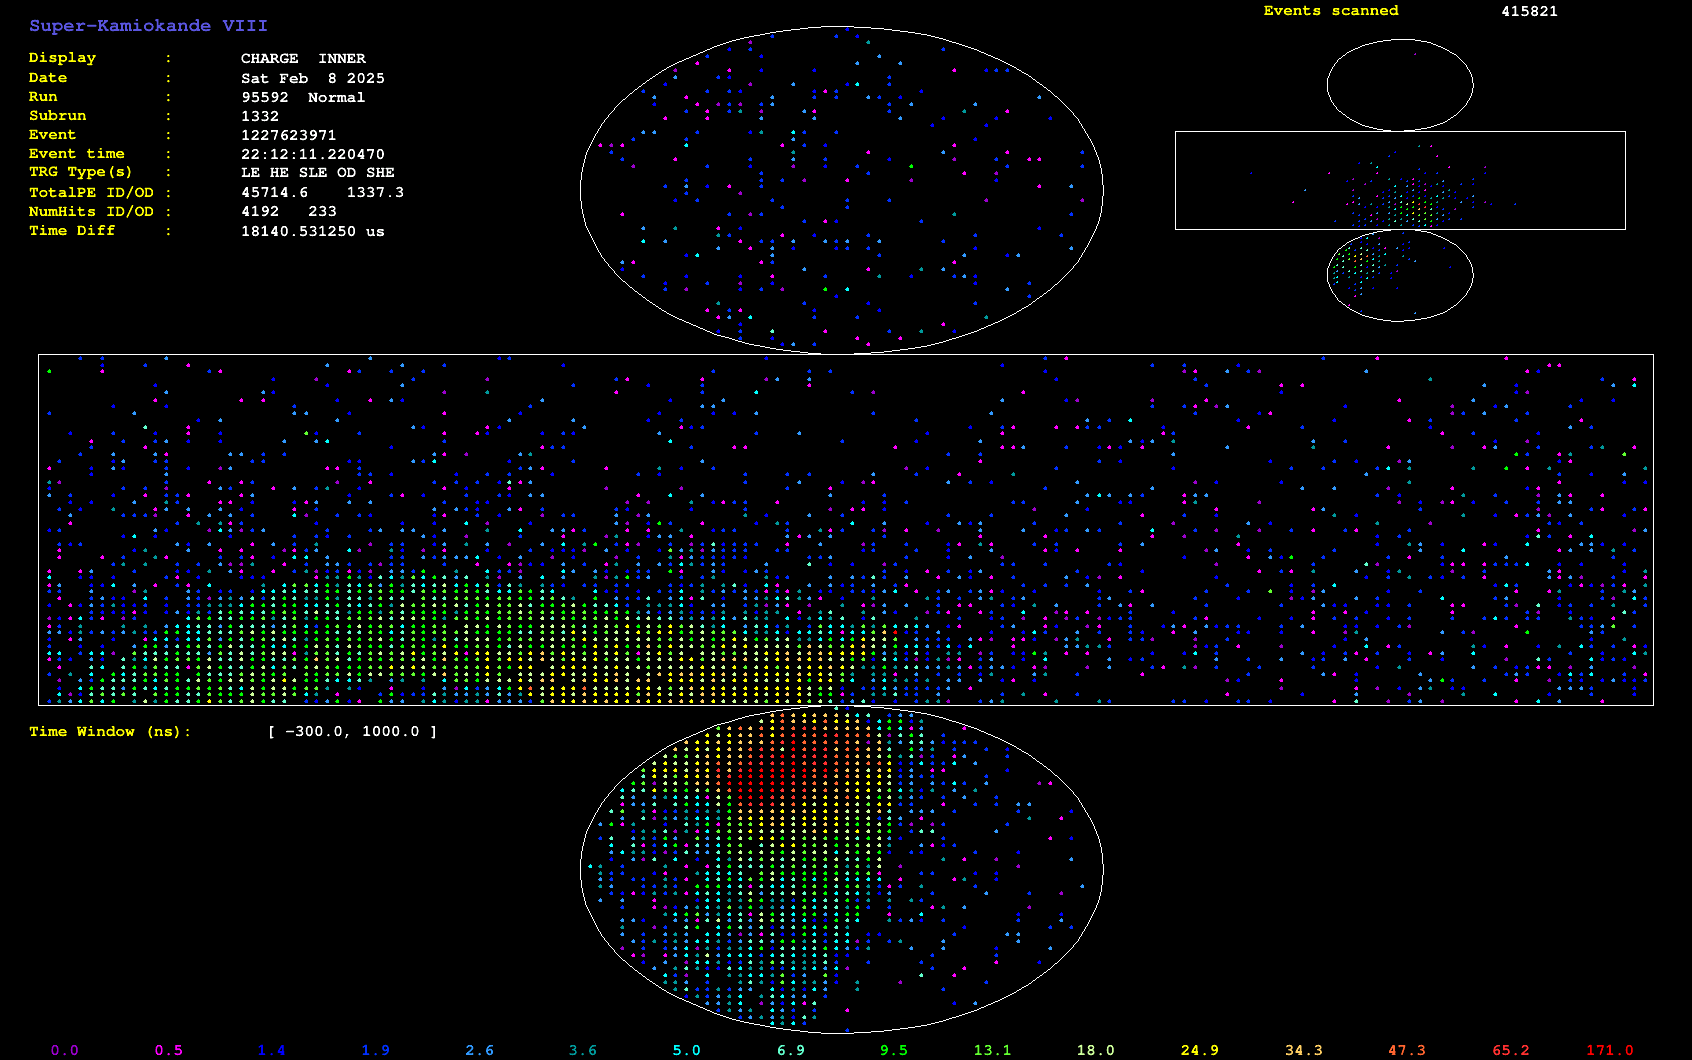 Super-Kamiokande VIII
Events scanned 415821
Display : CHARGE INNER
Date : Sat Feb 8 2025
Run : 95592 Normal
Subrun : 1332
Event : 1227623971
Event time : 22:12:11.220470
TRG Type(s) : LE HE SLE OD SHE
TotalPE ID/OD : 45714.6 1337.3
NumHits ID/OD : 4192 233
Time Diff : 18140.531250 us
Time Window (ns): [ -300.0, 1000.0 ]
0.0 0.5 1.4 1.9 2.6 3.6 5.0 6.9 9.5 13.1 18.0 24.9 34.3 47.3 65.2 171.0